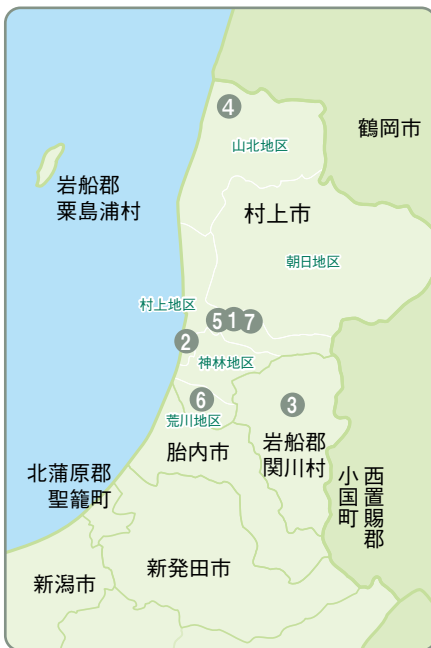 4
山北地区
鶴岡市
岩船郡
粟島浦村
村上市
朝日地区
村上地区
5 1 7
2
神林地区
6
3
荒川地区
胎内市
岩船郡
関川村
北蒲原郡
聖籠町
西置賜郡
小国町
新発田市
新潟市